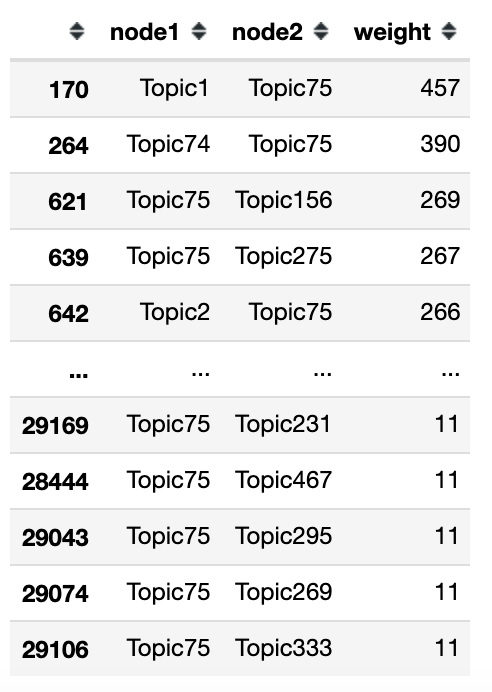 node1 node2 weight
170 Topic1 Topic75 457
264 Topic74 Topic75 390
621 Topic75 Topic156 269
639 Topic75 Topic275 267
642 Topic2 Topic75 266
... ... ... ...
29169 Topic75 Topic231 11
28444 Topic75 Topic467 11
29043 Topic75 Topic295 11
29074 Topic75 Topic269 11
29106 Topic75 Topic333 11